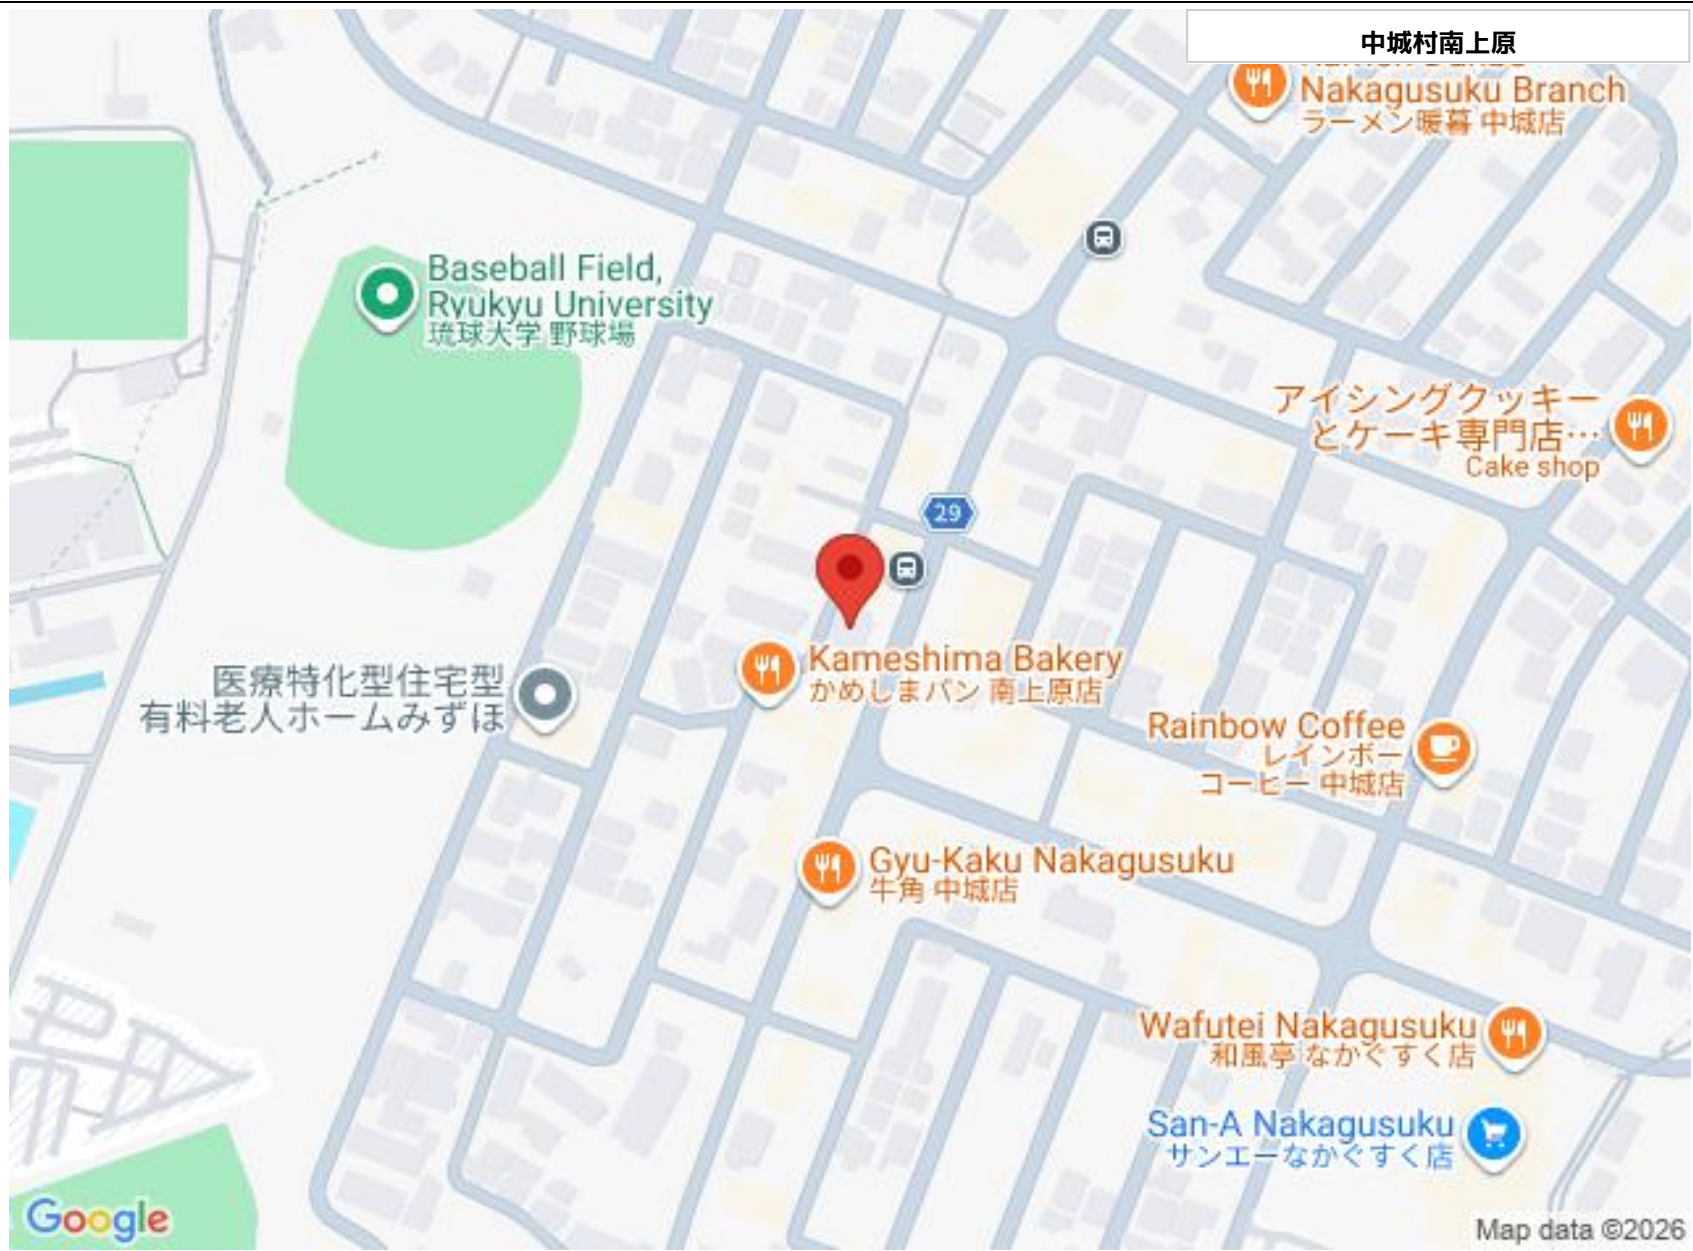 中城村南上原
Nakagusuku Branch
ラーメン暖暮 中城店
Baseball Field,
Ryukyu University
琉球大学 野球場
アイシングクッキー
とケーキ専門店…
Cake shop
29
医療特化型住宅型
有料老人ホームみずほ
Kameshima Bakery
かめしまパン 南上原店
Rainbow Coffee
レインボー
コーヒー 中城店
Gyu-Kaku Nakagusuku
牛角 中城店
Wafutei Nakagusuku
和風亭 なかぐすく店
San-A Nakagusuku
サンエーなかぐすく店
Google
Map data ©2026